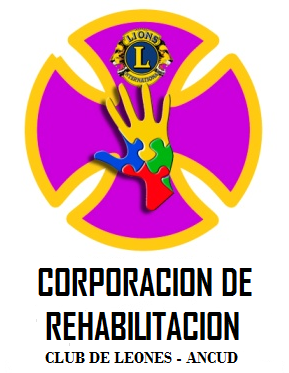 LIONS
L
INTERNATIONAL
CORPORACION DE
REHABILITACION
CLUB DE LEONES - ANCUD